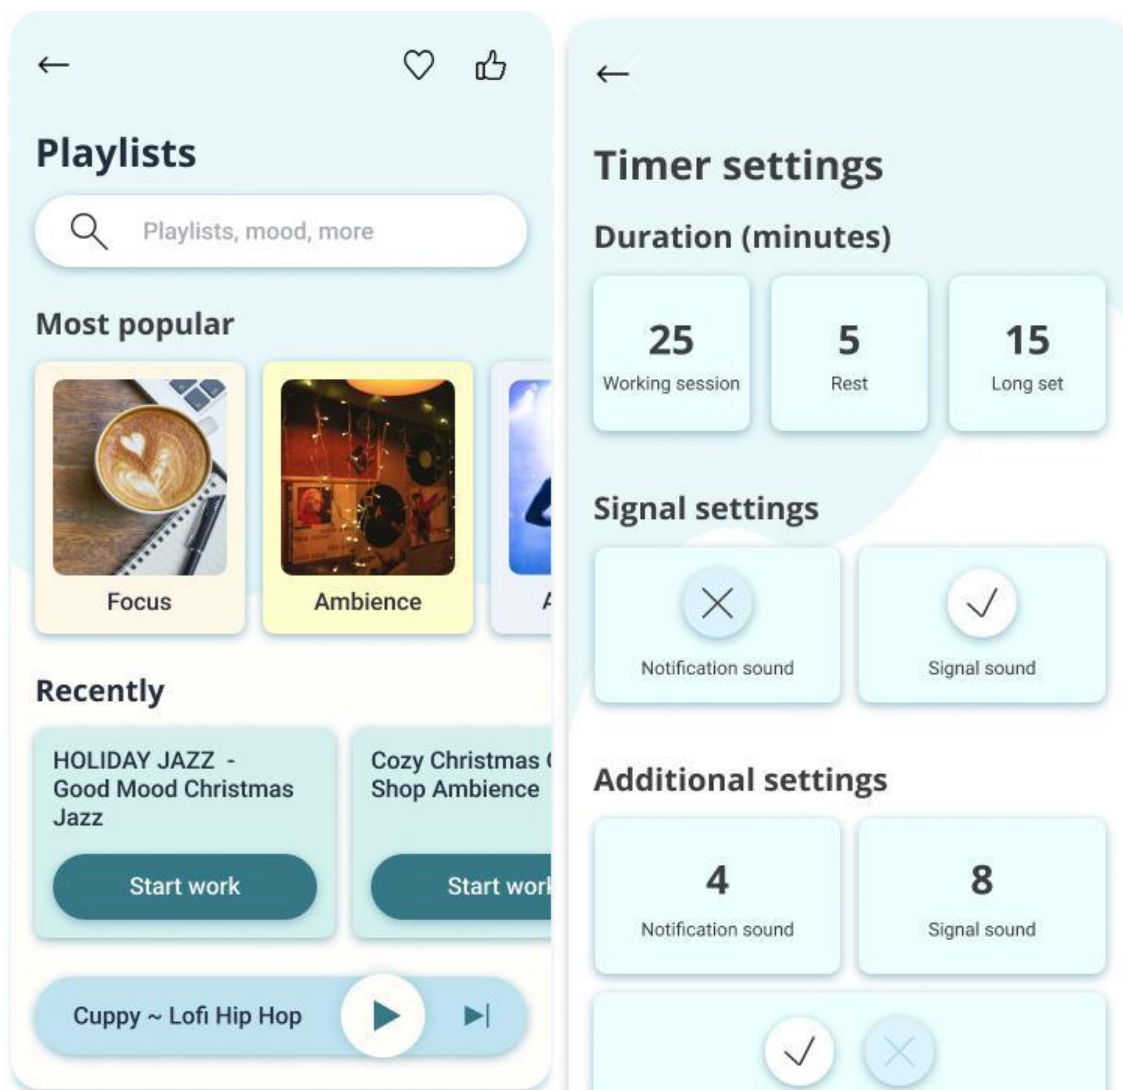 Playlists
Playlists, mood, more
Most popular
Focus
Ambience
Recently
HOLIDAY JAZZ -
Good Mood Christmas
Jazz
Start work
Cozy Christmas
Shop Ambience
Start work
Cuppy ~ Lofi Hip Hop
Timer settings
Duration (minutes)
25
Working session
5
Rest
15
Long set
Signal settings
Notification sound
Signal sound
Additional settings
4
Notification sound
8
Signal sound